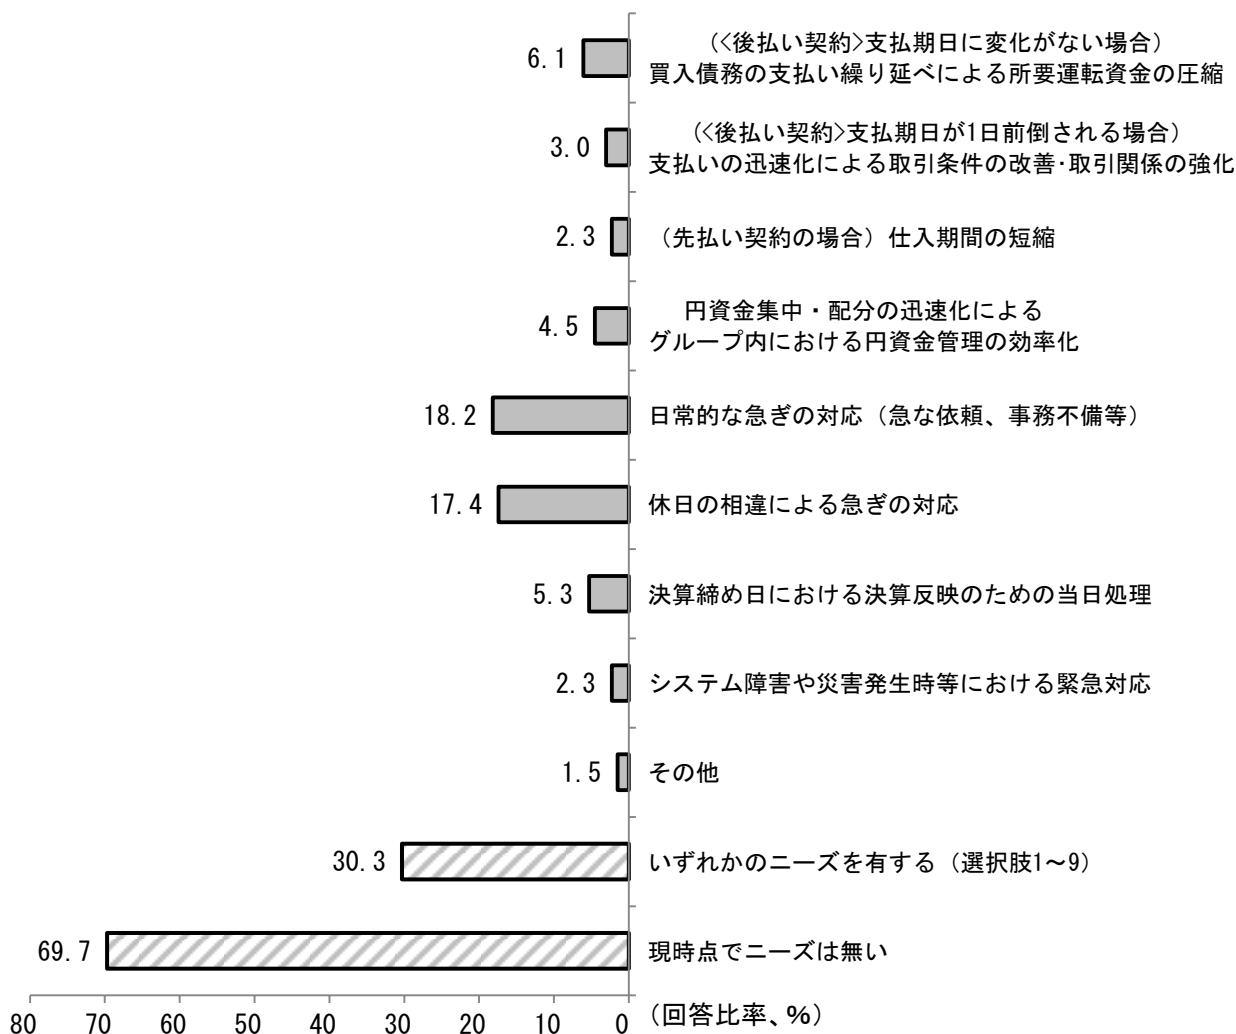 6.1
(<後払い契約>支払期日に変化がない場合)
買入債務の支払い繰り延べによる所要運転資金の圧縮
3.0
(<後払い契約>支払期日が1日前倒される場合)
支払いの迅速化による取引条件の改善・取引関係の強化
2.3
(先払い契約の場合)仕入期間の短縮
4.5
円資金集中・配分の迅速化による
グループ内における円資金管理の効率化
18.2
日常的な急ぎの対応(急な依頼、事務不備等)
17.4
休日の相違による急ぎの対応
5.3
決算締め日における決算反映のための当日処理
2.3
システム障害や災害発生時等における緊急対応
1.5
その他
30.3
いずれかのニーズを有する(選択肢1~9)
69.7
現時点でニーズは無い
80 70 60 50 40 30 20 10 0
(回答比率、%)